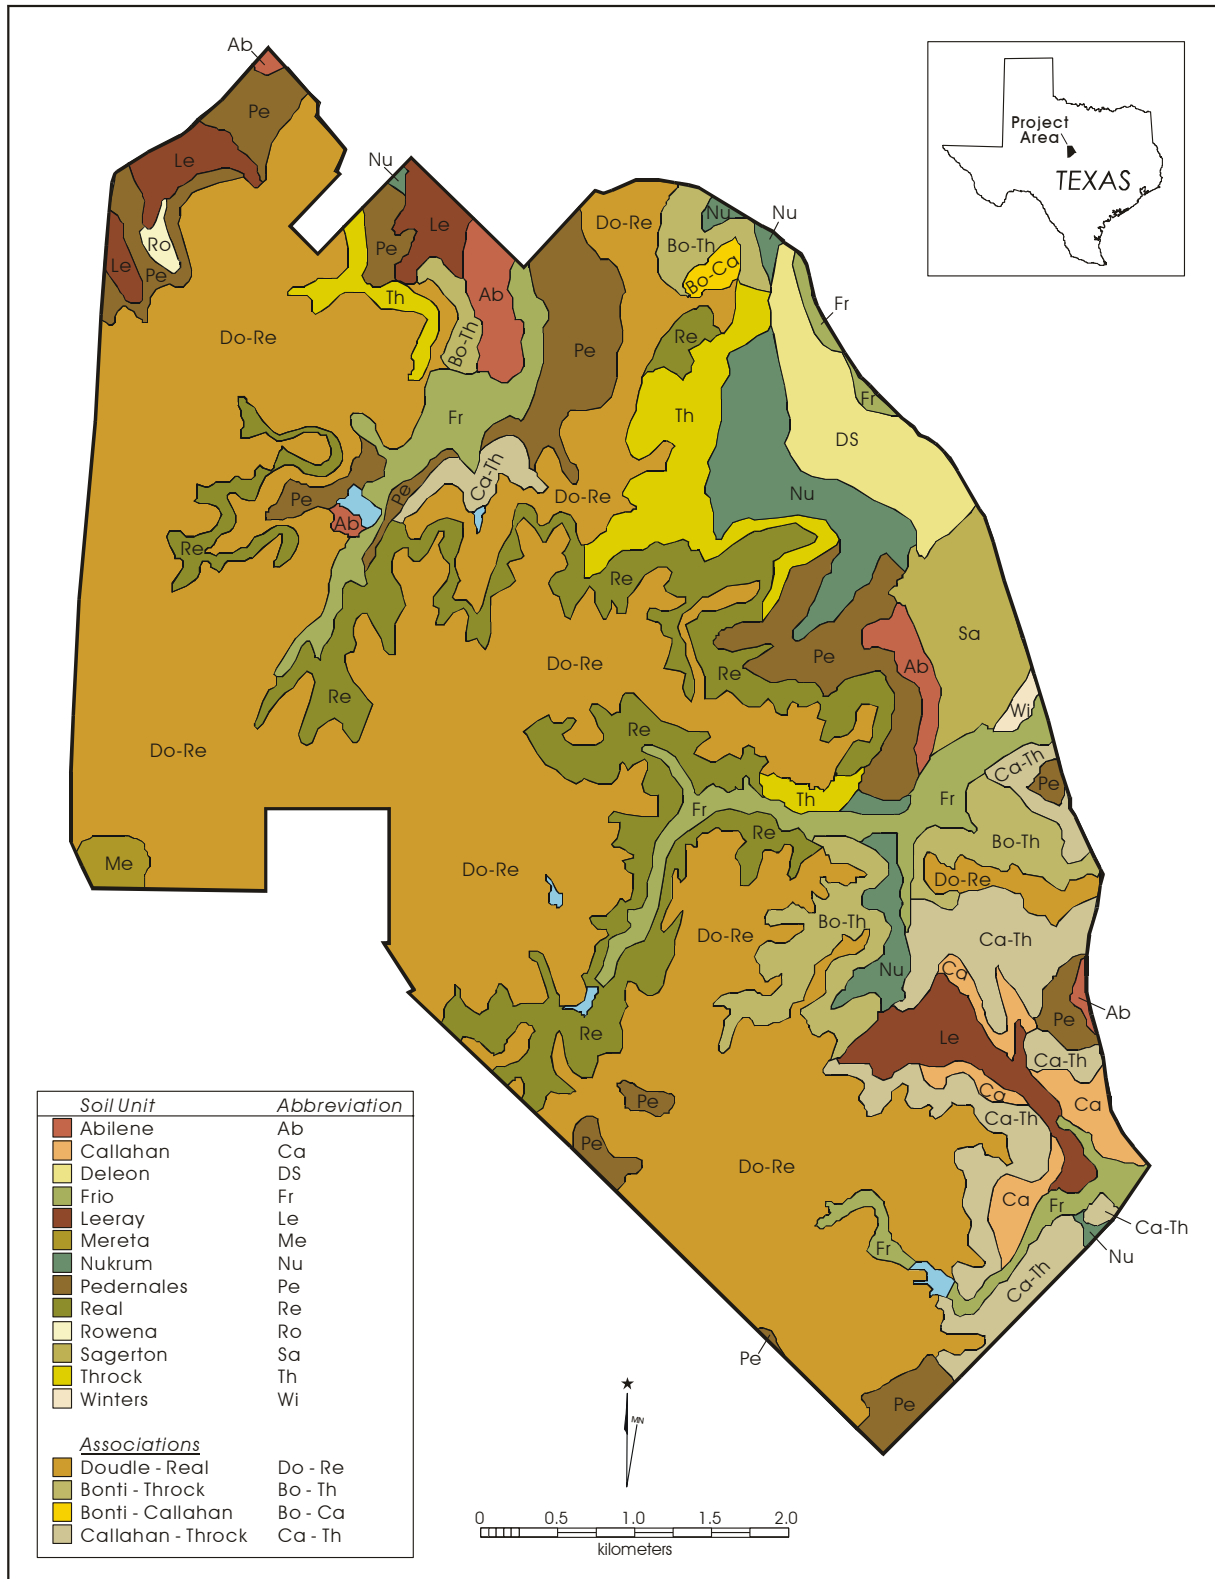 Ab
Pe
Project
Area
Le
Nu
TEXAS
Nu
Nu
Do-Re
Le
Bo-Th
Ro
Pe
Le
Pe
Bo-Ca
Th
Ab
Fr
Do-Re
Bo-Th
Re
Pe
Fr
Th
Fr
DS
Ca-Th
Pe
Pe
Do-Re
Nu
Ab
Re
Re
Sa
Pe
Do-Re
Ab
Re
Re
Wi
Re
Do-Re
Ca-Th
Pe
Th
Fr
Fr
Re
Bo-Th
Me
Do-Re
Do-Re
Bo-Th
Do-Re
Ca-Th
Nu
Ca
Ab
Pe
Re
Le
Ca-Th
Ca
Pe
Ca
Ca-Th
Pe
Do-Re
Ca
Fr
Ca-Th
Fr
Nu
Ca-Th
Pe
Pe
Soil Unit Abbreviation
Abilene Ab
Callahan Ca
Deleon DS
Frio Fr
Leeray Le
Mereta Me
Nukrum Nu
Pedernales Pe
Real Re
Rowena Ro
Sagerton Sa
Throck Th
Winters Wi
Associations
Doudle - Real Do - Re
Bonti - Throck Bo - Th
Bonti - Callahan Bo - Ca
Callahan - Throck Ca - Th
MN
0 0.5 1.0 1.5 2.0
kilometers